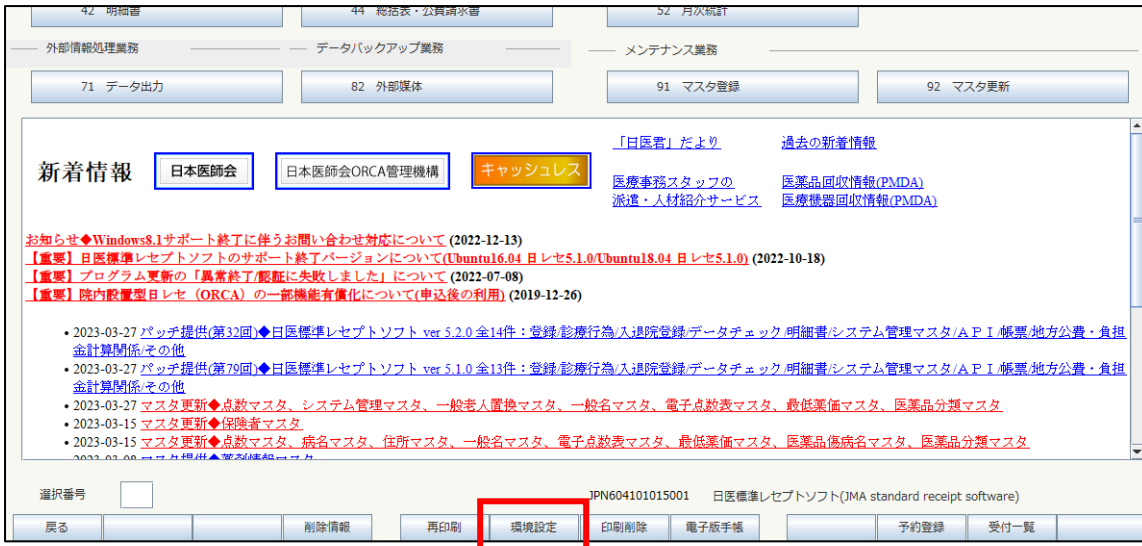 42 明細書 44 総括表・公費請求書 52 月次統計
外部情報処理業務 データバックアップ業務 メンテナンス業務
71 データ出力 82 外部媒体 91 マスタ登録 92 マスタ更新
新着情報 日本医師会 日本医師会ORCA管理機構 キャッシュレス
「日医君」だより 過去の新着情報
医療事務スタッフの 医薬品回収情報(PMDA)
派遣・人材紹介サービス 医療機器回収情報(PMDA)
お知らせ◆Windows8.1サポート終了に伴うお問い合わせ対応について (2022-12-13)
【重要】日医標準レセプトソフトのサポート終了バージョンについて(Ubuntu16.04 日レセ5.1.0/Ubuntu18.04 日レセ5.1.0) (2022-10-18)
【重要】プログラム更新の「異常終了/認証に失敗しました」について (2022-07-08)
【重要】院内設置型日レセ（ORCA）の一部機能有償化について(申込後の利用) (2019-12-26)
• 2023-03-27 パッチ提供(第32回)◆日医標準レセプトソフト ver 5.2.0 全14件：登録/診療行為/入退院登録/データチェック/明細書/システム管理マスタ/ＡＰＩ/帳票/地方公費・負担
金計算関係/その他
• 2023-03-27 パッチ提供(第79回)◆日医標準レセプトソフト ver 5.1.0 全13件：登録/診療行為/入退院登録/データチェック/明細書/システム管理マスタ/ＡＰＩ/帳票/地方公費・負担
金計算関係/その他
• 2023-03-27 マスタ更新◆点数マスタ、システム管理マスタ、一般老人置換マスタ、一般名マスタ、電子点数表マスタ、最低薬価マスタ、医薬品分類マスタ
• 2023-03-15 マスタ更新◆保険者マスタ
• 2023-03-15 マスタ更新◆点数マスタ、病名マスタ、住所マスタ、一般名マスタ、電子点数表マスタ、最低薬価マスタ、医薬品傷病名マスタ、医薬品分類マスタ
2023-03-08 マスタ提供◆薬剤情報マスタ
選択番号 JPN604101015001 日医標準レセプトソフト(JMA standard receipt software)
戻る 削除情報 再印刷 環境設定 印刷削除 電子版手帳 予約登録 受付一覧